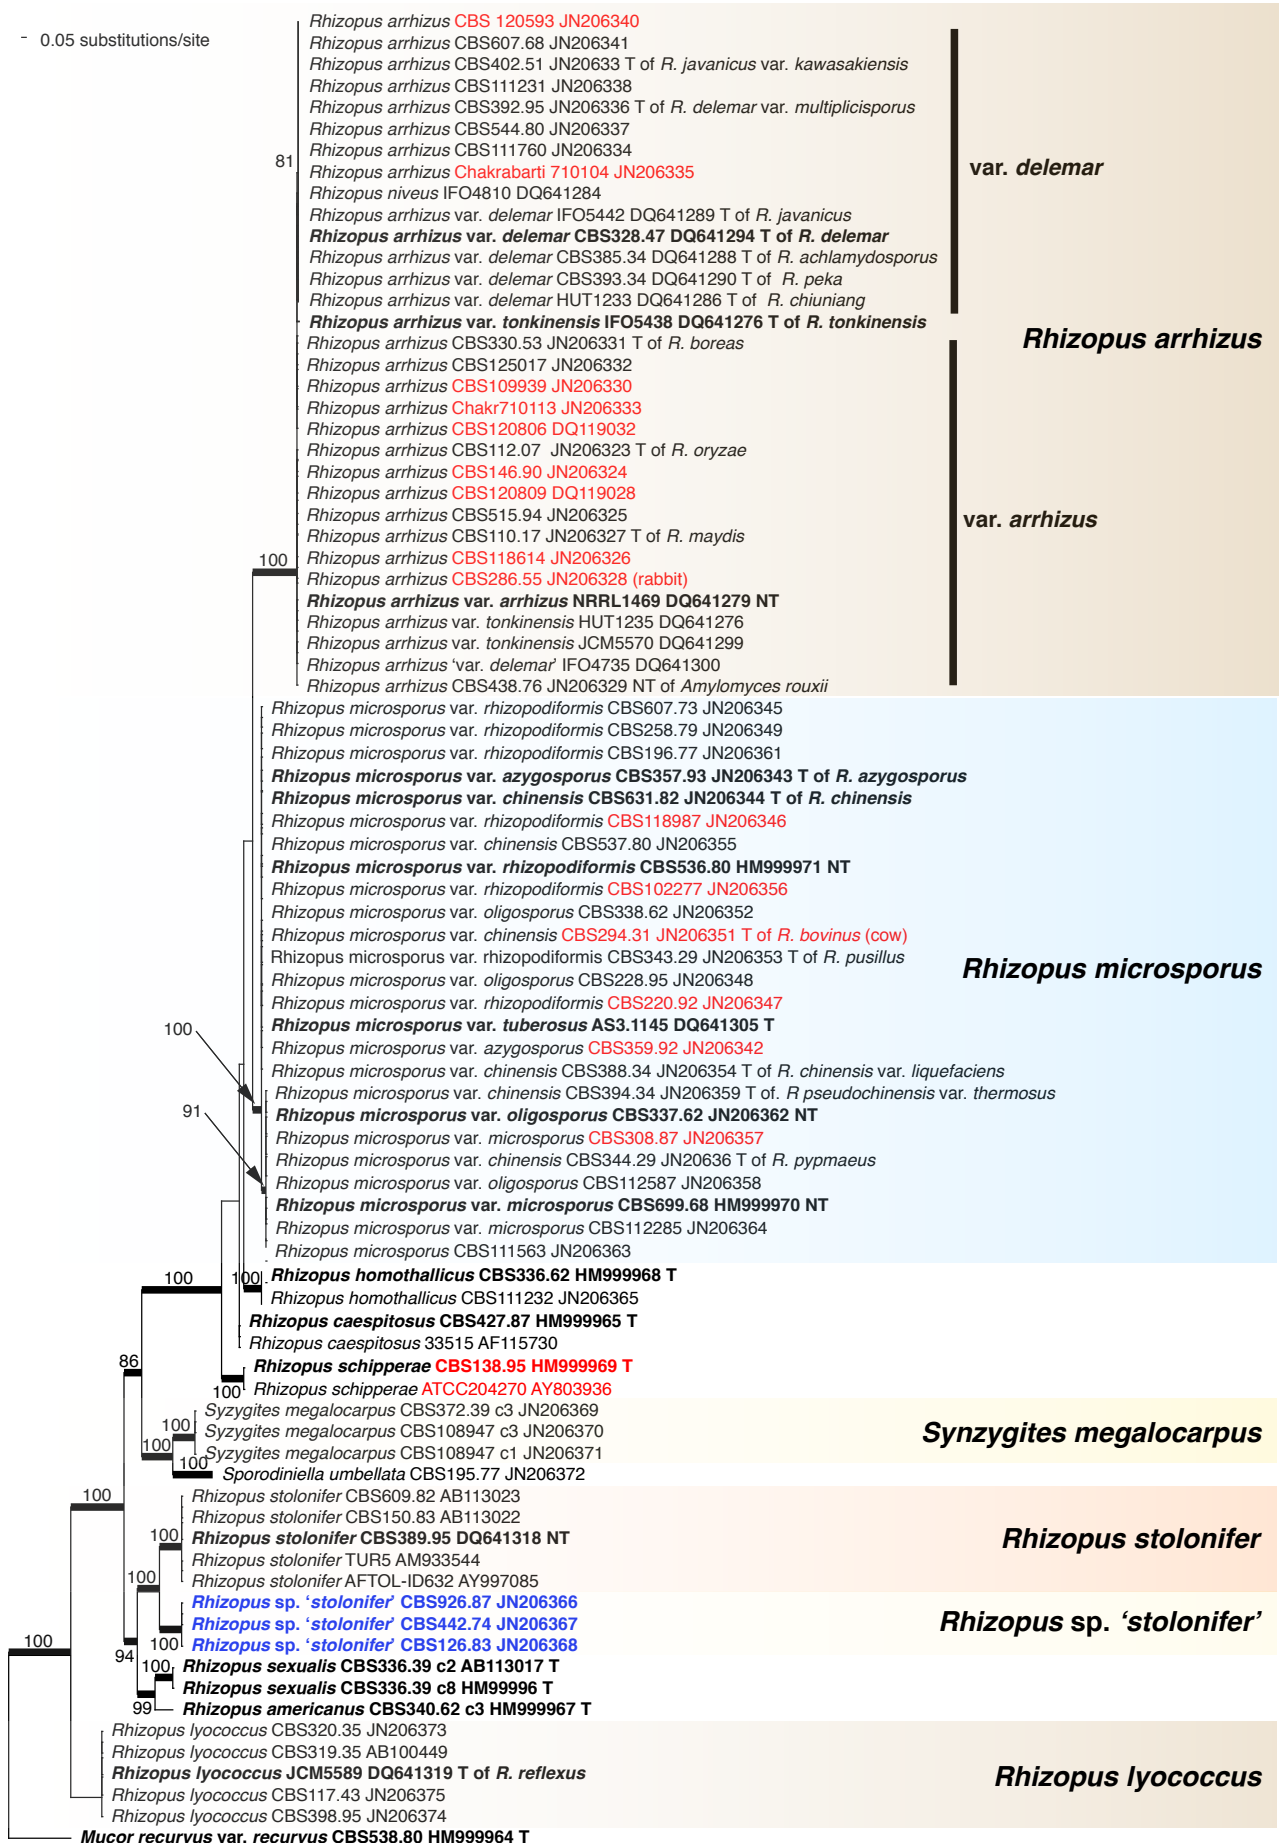 Rhizopus arrhizus CBS 120593 JN206340
0.05 substitutions/site
Rhizopus arrhizus CBS607.68 JN206341
Rhizopus arrhizus CBS402.51 JN20633 T of R. javanicus var. kawasakiensis
Rhizopus arrhizus CBS111231 JN206338
Rhizopus arrhizus CBS392.95 JN206336 T of R. delemar var. multiplicisporus
Rhizopus arrhizus CBS544.80 JN206337
Rhizopus arrhizus CBS111760 JN206334
81
Rhizopus arrhizus Chakrabarti 710104 JN206335
var. delemar
Rhizopus niveus IFO4810 DQ641284
Rhizopus arrhizus var. delemar IFO5442 DQ641289 T of R. javanicus
Rhizopus arrhizus var. delemar CBS328.47 DQ641294 T of R. delemar
Rhizopus arrhizus var. delemar CBS385.34 DQ641288 T of R. achlamydosporus
Rhizopus arrhizus var. delemar CBS393.34 DQ641290 T of R. peka
Rhizopus arrhizus var. delemar HUT1233 DQ641286 T of R. chiuniang
Rhizopus arrhizus var. tonkinensis IFO5438 DQ641276 T of R. tonkinensis
Rhizopus arrhizus
Rhizopus arrhizus CBS330.53 JN206331 T of R. boreas
Rhizopus arrhizus CBS125017 JN206332
Rhizopus arrhizus CBS109939 JN206330
Rhizopus arrhizus Chakr710113 JN206333
Rhizopus arrhizus CBS120806 DQ119032
Rhizopus arrhizus CBS112.07 JN206323 T of R. oryzae
Rhizopus arrhizus CBS146.90 JN206324
Rhizopus arrhizus CBS120809 DQ119028
Rhizopus arrhizus CBS515.94 JN206325
var. arrhizus
Rhizopus arrhizus CBS110.17 JN206327 T of R. maydis
Rhizopus arrhizus CBS118614 JN206326
100
Rhizopus arrhizus CBS286.55 JN206328 (rabbit)
Rhizopus arrhizus var. arrhizus NRRL1469 DQ641279 NT
Rhizopus arrhizus var. tonkinensis HUT1235 DQ641276
Rhizopus arrhizus var. tonkinensis JCM5570 DQ641299
Rhizopus arrhizus ‘var. delemar’ IFO4735 DQ641300
Rhizopus arrhizus CBS438.76 JN206329 NT of Amylomyces rouxii
Rhizopus microsporus var. rhizopodiformis CBS607.73 JN206345
Rhizopus microsporus var. rhizopodiformis CBS258.79 JN206349
Rhizopus microsporus var. rhizopodiformis CBS196.77 JN206361
Rhizopus microsporus var. azygosporus CBS357.93 JN206343 T of R. azygosporus
Rhizopus microsporus var. chinensis CBS631.82 JN206344 T of R. chinensis
Rhizopus microsporus var. rhizopodiformis CBS118987 JN206346
Rhizopus microsporus var. chinensis CBS537.80 JN206355
Rhizopus microsporus var. rhizopodiformis CBS536.80 HM999971 NT
Rhizopus microsporus var. rhizopodiformis CBS102277 JN206356
Rhizopus microsporus var. oligosporus CBS338.62 JN206352
Rhizopus microsporus var. chinensis CBS294.31 JN206351 T of R. bovinus (cow)
Rhizopus microsporus var. rhizopodiformis CBS343.29 JN206353 T of R. pusillus
Rhizopus microsporus
Rhizopus microsporus var. oligosporus CBS228.95 JN206348
Rhizopus microsporus var. rhizopodiformis CBS220.92 JN206347
Rhizopus microsporus var. tuberosus AS3.1145 DQ641305 T
100
Rhizopus microsporus var. azygosporus CBS359.92 JN206342
Rhizopus microsporus var. chinensis CBS388.34 JN206354 T of R. chinensis var. liquefaciens
Rhizopus microsporus var. chinensis CBS394.34 JN206359 T of. R pseudochinensis var. thermosus
91
Rhizopus microsporus var. oligosporus CBS337.62 JN206362 NT
Rhizopus microsporus var. microsporus CBS308.87 JN206357
Rhizopus microsporus var. chinensis CBS344.29 JN20636 T of R. pypmaeus
Rhizopus microsporus var. oligosporus CBS112587 JN206358
Rhizopus microsporus var. microsporus CBS699.68 HM999970 NT
Rhizopus microsporus var. microsporus CBS112285 JN206364
Rhizopus microsporus CBS111563 JN206363
100
100
Rhizopus homothallicus CBS336.62 HM999968 T
Rhizopus homothallicus CBS111232 JN206365
Rhizopus caespitosus CBS427.87 HM999965 T
Rhizopus caespitosus 33515 AF115730
86
Rhizopus schipperae CBS138.95 HM999969 T
100
Rhizopus schipperae ATCC204270 AY803936
Syzygites megalocarpus CBS372.39 c3 JN206369
100
Syzygites megalocarpus CBS108947 c3 JN206370
Synzygites megalocarpus
100
Syzygites megalocarpus CBS108947 c1 JN206371
100
Sporodiniella umbellata CBS195.77 JN206372
100
Rhizopus stolonifer CBS609.82 AB113023
Rhizopus stolonifer CBS150.83 AB113022
100
Rhizopus stolonifer CBS389.95 DQ641318 NT
Rhizopus stolonifer
Rhizopus stolonifer TUR5 AM933544
100
Rhizopus stolonifer AFTOL-ID632 AY997085
Rhizopus sp. ‘stolonifer’ CBS926.87 JN206366
Rhizopus sp. ‘stolonifer’ CBS442.74 JN206367
Rhizopus sp. ‘stolonifer’
100
100
Rhizopus sp. ‘stolonifer’ CBS126.83 JN206368
94
100
Rhizopus sexualis CBS336.39 c2 AB113017 T
Rhizopus sexualis CBS336.39 c8 HM99996 T
99
Rhizopus americanus CBS340.62 c3 HM999967 T
Rhizopus lyococcus CBS320.35 JN206373
Rhizopus lyococcus CBS319.35 AB100449
Rhizopus lyococcus JCM5589 DQ641319 T of R. reflexus
Rhizopus lyococcus
Rhizopus lyococcus CBS117.43 JN206375
Rhizopus lyococcus CBS398.95 JN206374
Mucor recurvus var. recurvus CBS538.80 HM999964 T